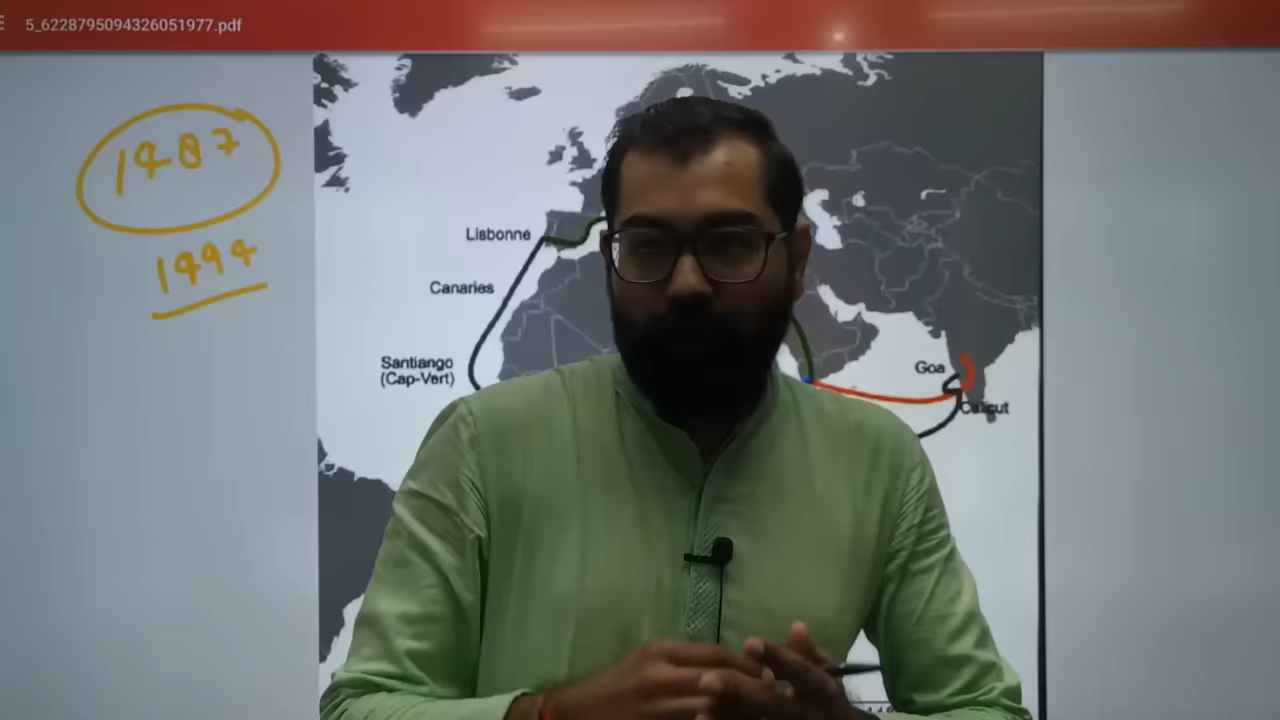 5_6228795094326051977.pdf
1487
1494
Lisbonne
Canaries
Santiango
(Cap-Vert)
Goa
Calicut